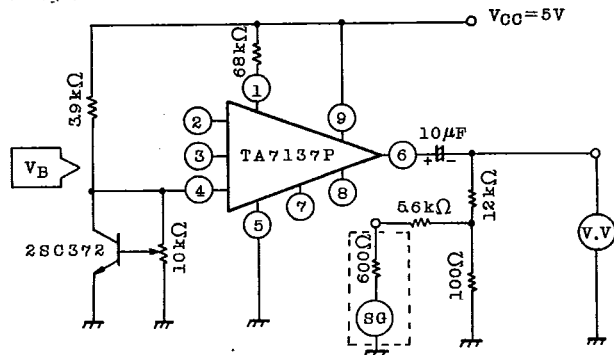 VCC=5V
3.9kΩ
68kΩ
1
2
9
10μF
3
TA7137P
6
+ -
VB
4
8
7
5.6kΩ
12kΩ
5
2SC372
10kΩ
600Ω
100Ω
V.V
SG